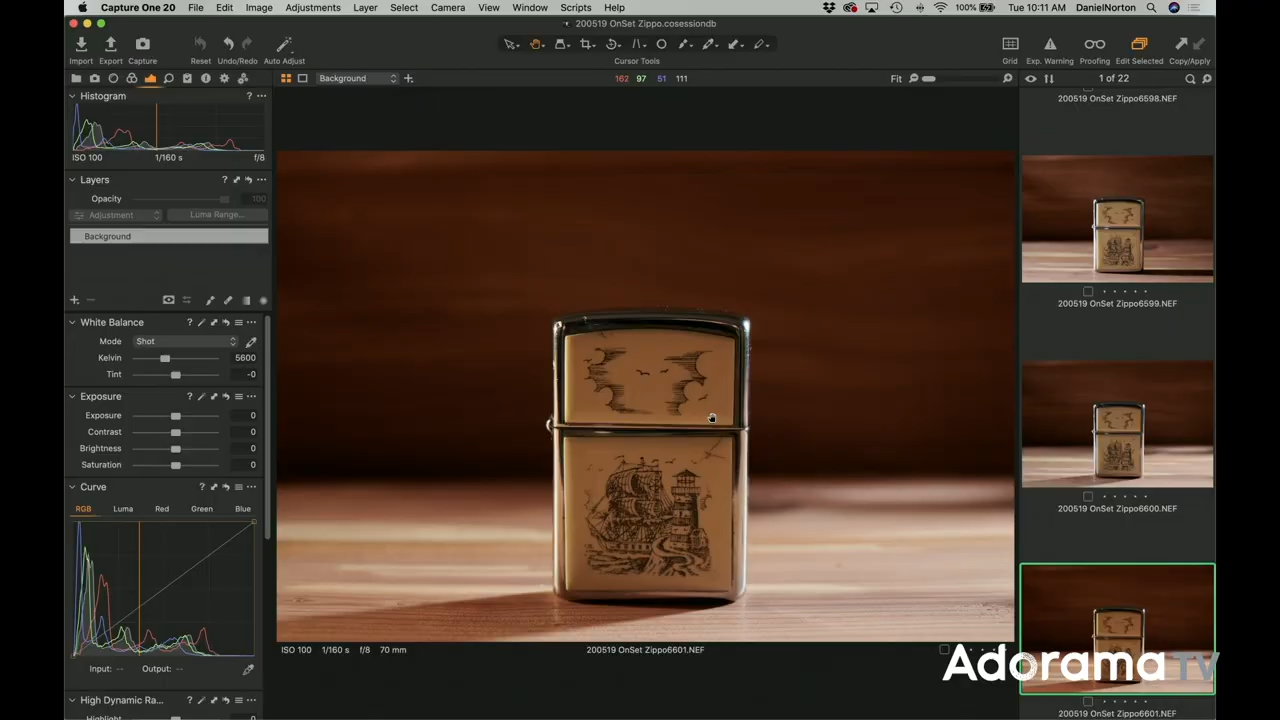 Capture One 20 File Edit Image Adjustments Layer Select Camera View Window Scripts Help 100% Tue 10:11 AM DanielNorton
200519 OnSet Zippo.cosessiondb
Import Export Capture Reset Undo/Redo Auto Adjust Cursor Tools Grid Exp. Warning Proofing Edit Selected Copy/Apply
Background 162 97 51 111 Fit 1 of 22
Histogram ?
ISO 100 1/160 s f/8
Layers ?
Opacity 100
Adjustment Luma Range...
Background
White Balance ?
Mode Shot
Kelvin 5600
Tint -0
Exposure ?
Exposure 0
Contrast 0
Brightness 0
Saturation 0
Curve ?
RGB Luma Red Green Blue
Input: -- Output: --
High Dynamic Ra... ?
Highlight 0
ISO 100 1/160 s f/8 70 mm 200519 OnSet Zippo6601.NEF
200519 OnSet Zippo6598.NEF
200519 OnSet Zippo6599.NEF
200519 OnSet Zippo6600.NEF
200519 OnSet Zippo6601.NEF
Adorama TV